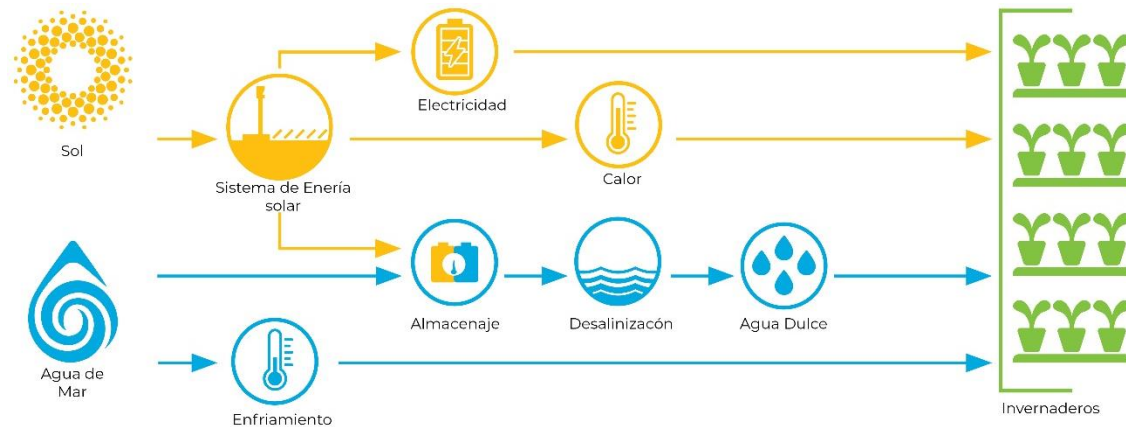 Electricidad
Sol
Calor
Sistema de Enería
solar
Almacenaje
Desalinizacón
Agua Dulce
Agua de
Mar
Enfriamiento
Invernaderos